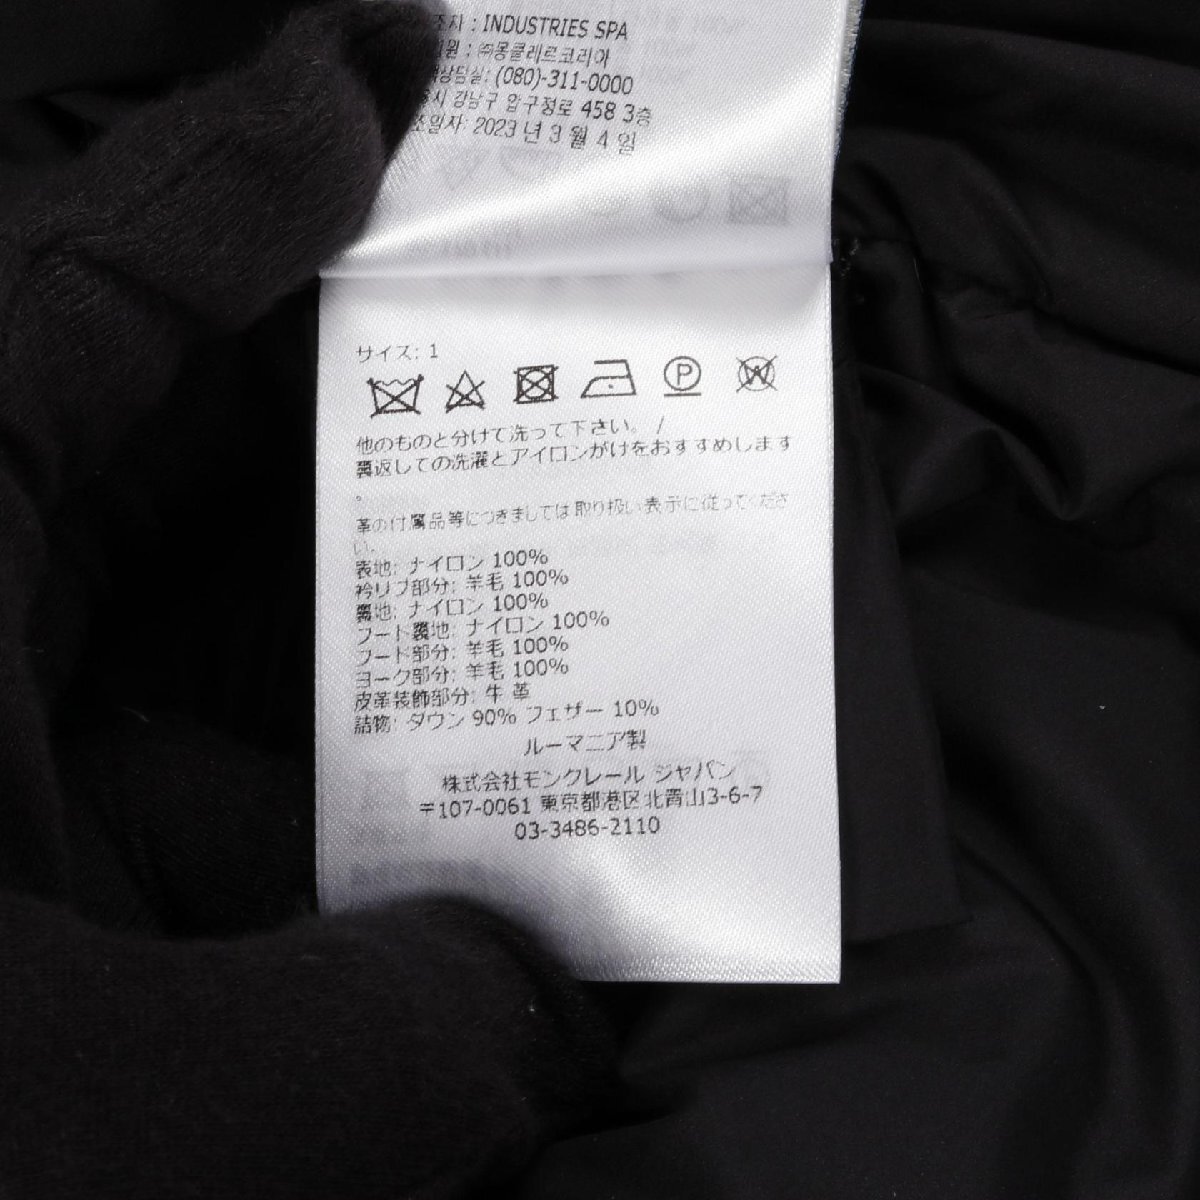 조자 : INDUSTRIES SPA
원 : ㈜몽클레르코리아
상담실: (080)-311-0000
시 강남구 압구정로 458 3층
조일자: 2023 년 3 월 4 일
サイズ: 1
P
W
他のものと分けて洗って下さい。 /
裏返しての洗濯とアイロンがけをおすすめします
。
革の付属品等につきましては取り扱い表示に従ってくださ
い。
表地: ナイロン 100%
衿リブ部分: 羊毛 100%
裏地: ナイロン 100%
フード裏地: ナイロン 100%
フード部分: 羊毛 100%
ヨーク部分: 羊毛 100%
皮革装飾部分: 牛 革
詰物: ダウン 90% フェザー 10%
ルーマニア製
株式会社モンクレール ジャパン
〒107-0061 東京都港区北青山3-6-7
03-3486-2110